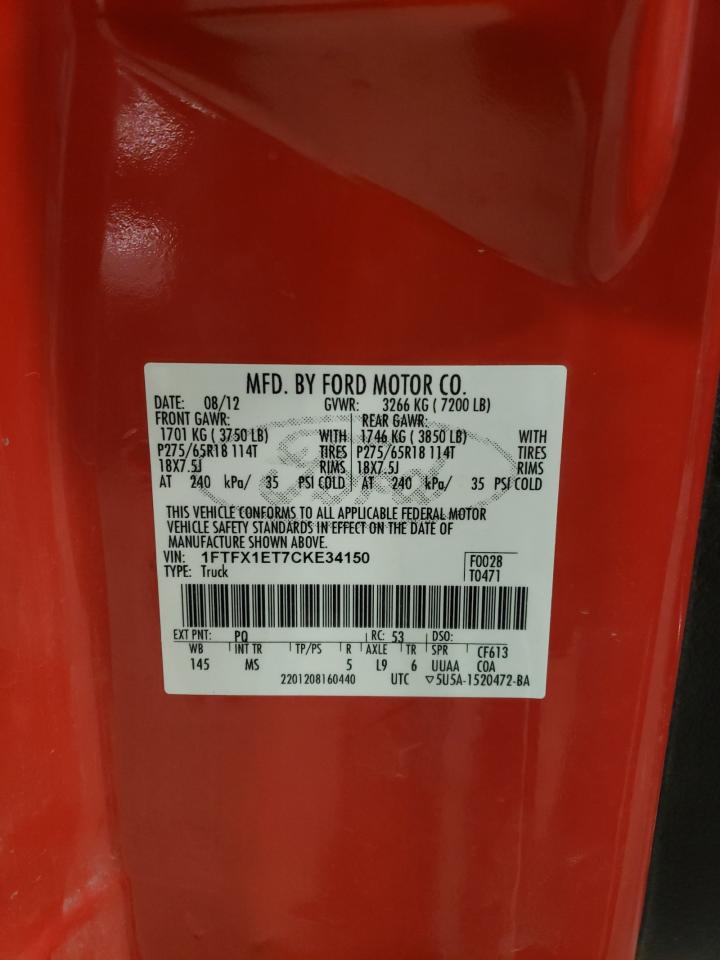 MFD. BY FORD MOTOR CO.
DATE: 08/12 GVWR: 3266 KG ( 7200 LB)
FRONT GAWR: REAR GAWR:
1701 KG ( 3750 LB) WITH 1746 KG ( 3850 LB) WITH
P275/65R18 114T TIRES P275/65R18 114T TIRES
18X7.5J RIMS 18X7.5J RIMS
AT 240 kPa/ 35 PSI COLD AT 240 kPa/ 35 PSI COLD
Ford
THIS VEHICLE CONFORMS TO ALL APPLICABLE FEDERAL MOTOR
VEHICLE SAFETY STANDARDS IN EFFECT ON THE DATE OF
MANUFACTURE SHOWN ABOVE.
VIN: 1FTFX1ET7CKE34150 F0028
TYPE: Truck T0471
EXT PNT: PQ RC: 53 DSO:
WB INT TR TP/PS R AXLE TR SPR CF613
145 MS 5 L9 6 UUAA COA
2201208160440 UTC ▽5U5A-1520472-BA